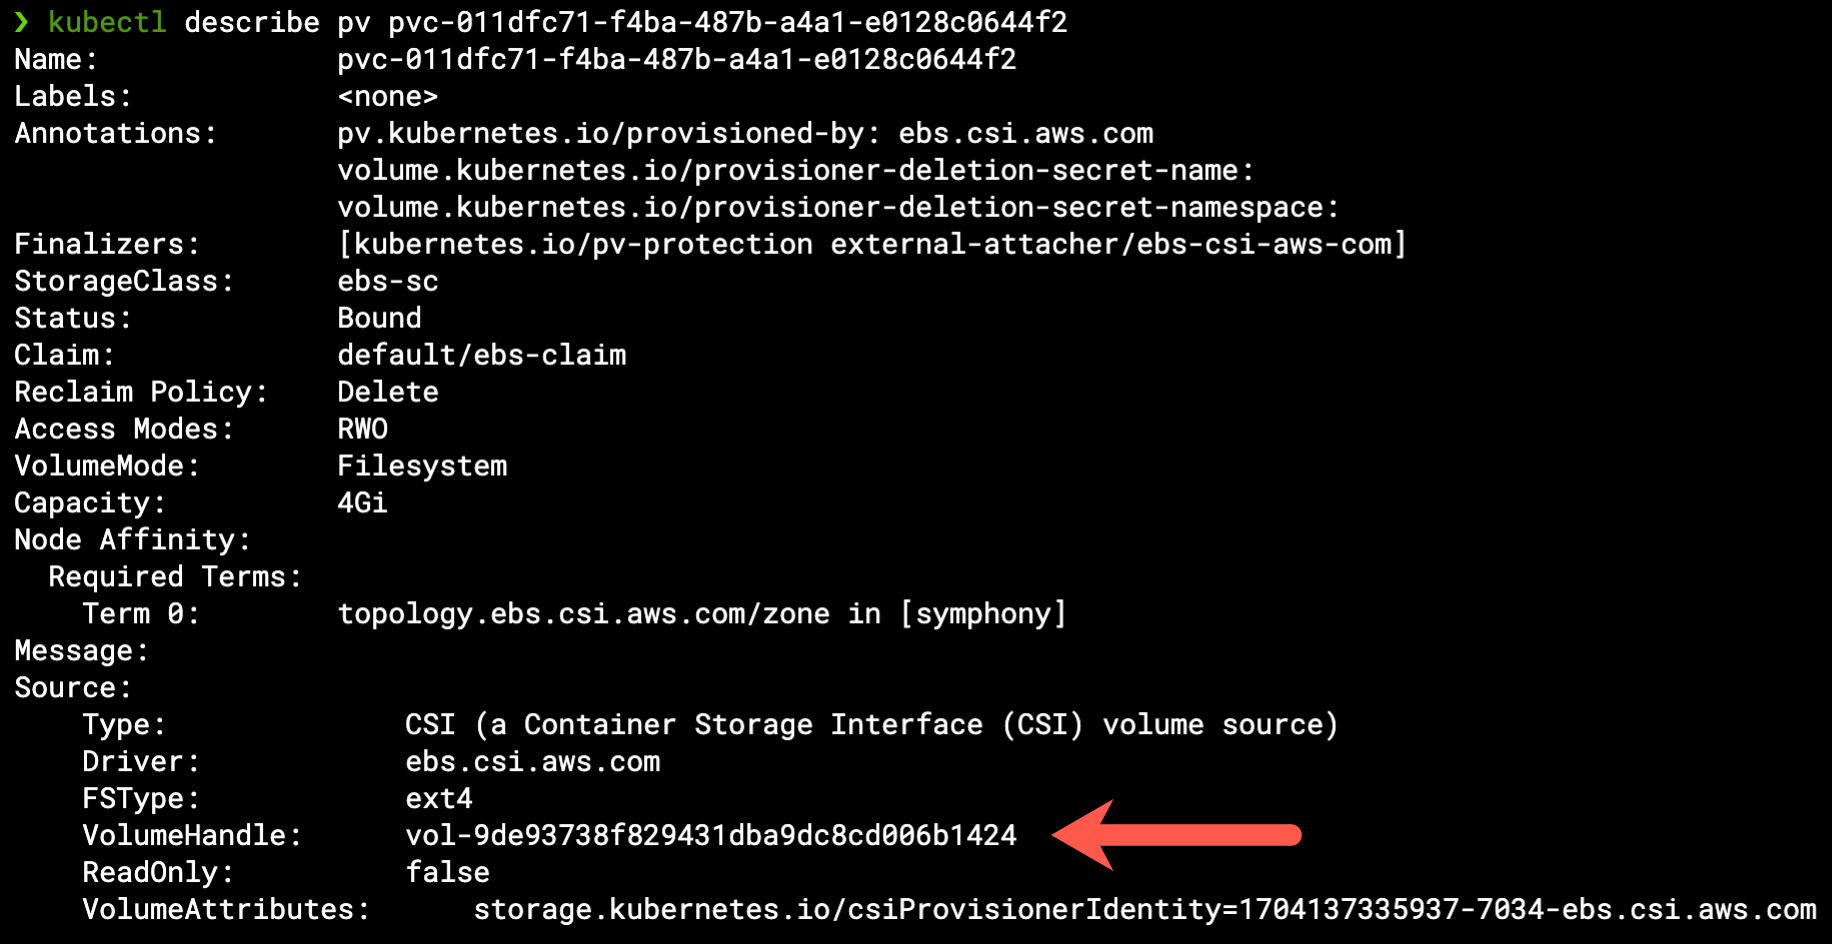 ❯ kubectl describe pv pvc-011dfc71-f4ba-487b-a4a1-e0128c0644f2
Name:              pvc-011dfc71-f4ba-487b-a4a1-e0128c0644f2
Labels:            <none>
Annotations:       pv.kubernetes.io/provisioned-by: ebs.csi.aws.com
                   volume.kubernetes.io/provisioner-deletion-secret-name:
                   volume.kubernetes.io/provisioner-deletion-secret-namespace:
Finalizers:        [kubernetes.io/pv-protection external-attacher/ebs-csi-aws-com]
StorageClass:      ebs-sc
Status:            Bound
Claim:             default/ebs-claim
Reclaim Policy:    Delete
Access Modes:      RWO
VolumeMode:        Filesystem
Capacity:          4Gi
Node Affinity:
  Required Terms:
    Term 0:        topology.ebs.csi.aws.com/zone in [symphony]
Message:
Source:
    Type:              CSI (a Container Storage Interface (CSI) volume source)
    Driver:            ebs.csi.aws.com
    FSType:            ext4
    VolumeHandle:      vol-9de93738f829431dba9dc8cd006b1424
    ReadOnly:          false
    VolumeAttributes:      storage.kubernetes.io/csiProvisionerIdentity=1704137335937-7034-ebs.csi.aws.com